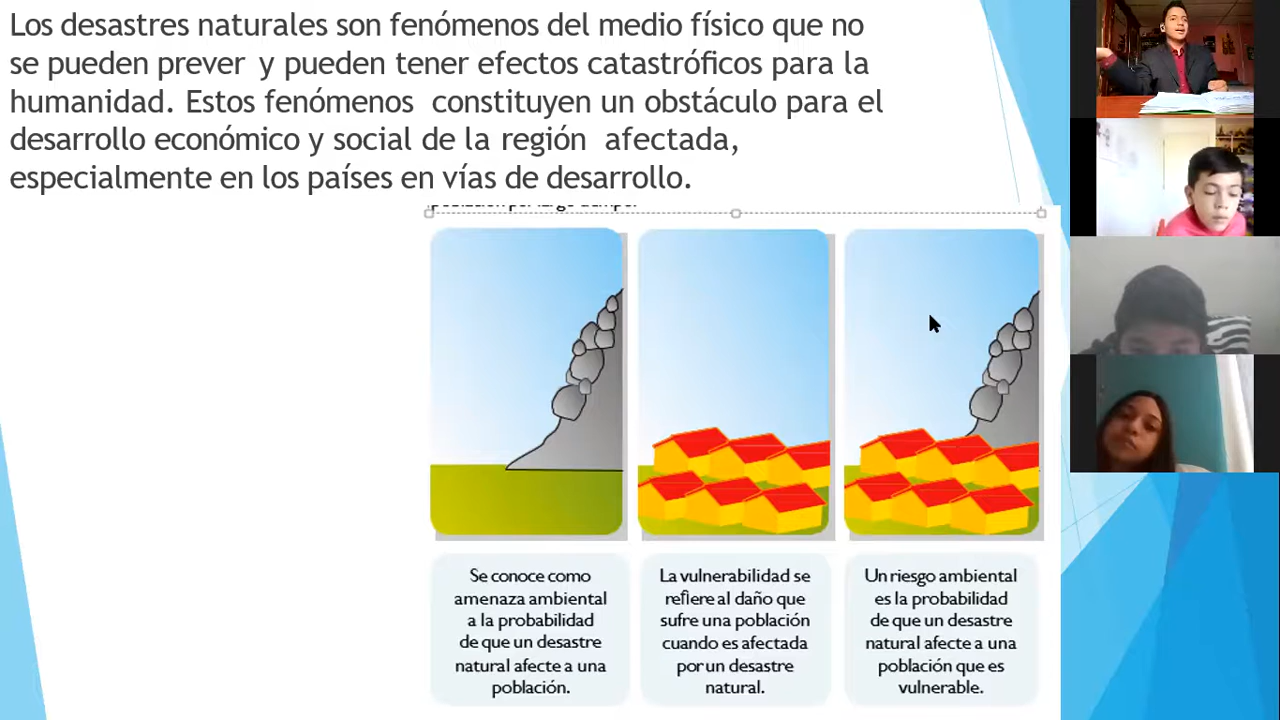 Los desastres naturales son fenómenos del medio físico que no
se pueden prever y pueden tener efectos catastróficos para la
humanidad. Estos fenómenos constituyen un obstáculo para el
desarrollo económico y social de la región afectada,
especialmente en los países en vías de desarrollo.
población por largo tiempo.
Se conoce como
amenaza ambiental
a la probabilidad
de que un desastre
natural afecte a una
población.
La vulnerabilidad se
refiere al daño que
sufre una población
cuando es afectada
por un desastre
natural.
Un riesgo ambiental
es la probabilidad
de que un desastre
natural afecte a una
población que es
vulnerable.